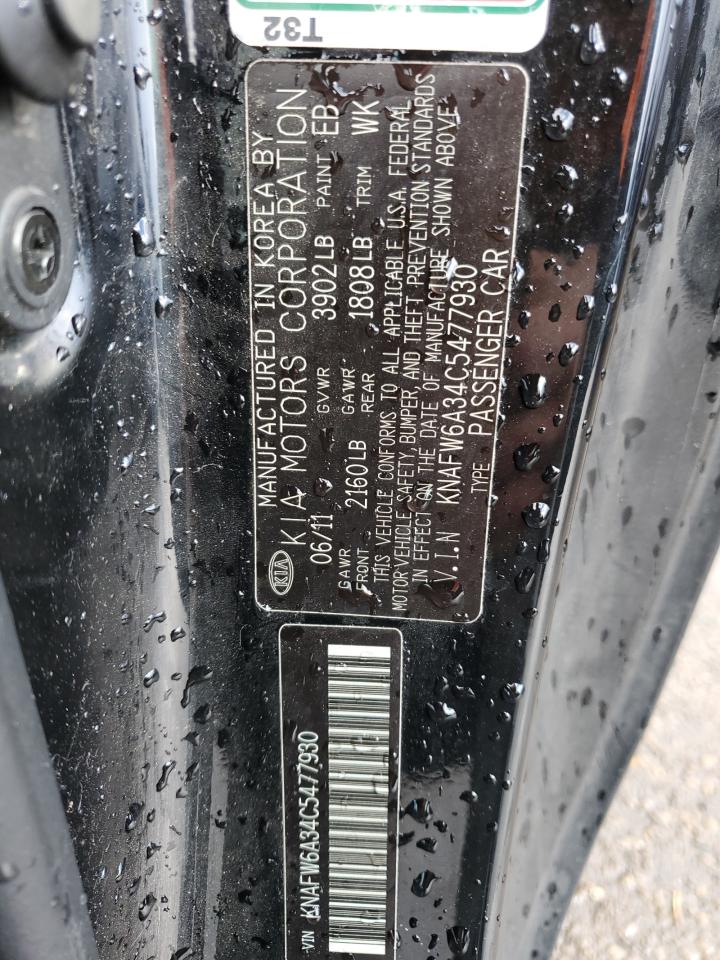 T32
MANUFACTURED IN KOREA BY
KIA KIA MOTORS CORPORATION
06/11 GVWR 3902LB PAINT EB
GAWR FRONT 2160LB GAWR REAR 1808LB TRIM WK
THIS VEHICLE CONFORMS TO ALL APPLICABLE U.S.A. FEDERAL
MOTOR VEHICLE SAFETY, BUMPER, AND THEFT PREVENTION STANDARDS
IN EFFECT ON THE DATE OF MANUFACTURE SHOWN ABOVE.
V.I.N KNAFW6A34C5477930
TYPE PASSENGER CAR
VIN KNAFW6A34C5477930